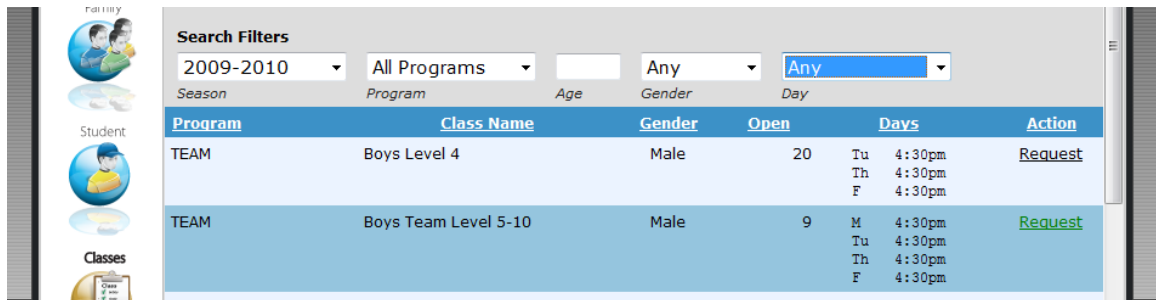 Family
Search Filters
2009-2010 All Programs Any Any
Season Program Age Gender Day
Student
Program Class Name Gender Open Days Action
TEAM Boys Level 4 Male 20 Tu 4:30pm Request
Th 4:30pm
F 4:30pm
TEAM Boys Team Level 5-10 Male 9 M 4:30pm Request
Tu 4:30pm
Th 4:30pm
F 4:30pm
Classes
Class